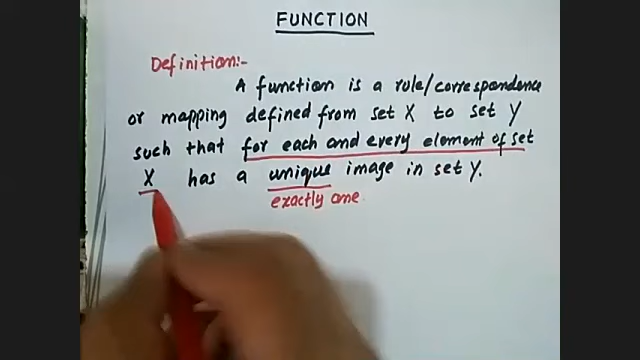 FUNCTION
Definition:-
A function is a rule/correspondence
or mapping defined from set X to set Y
such that for each and every element of set
X has a unique image in set Y.
exactly one